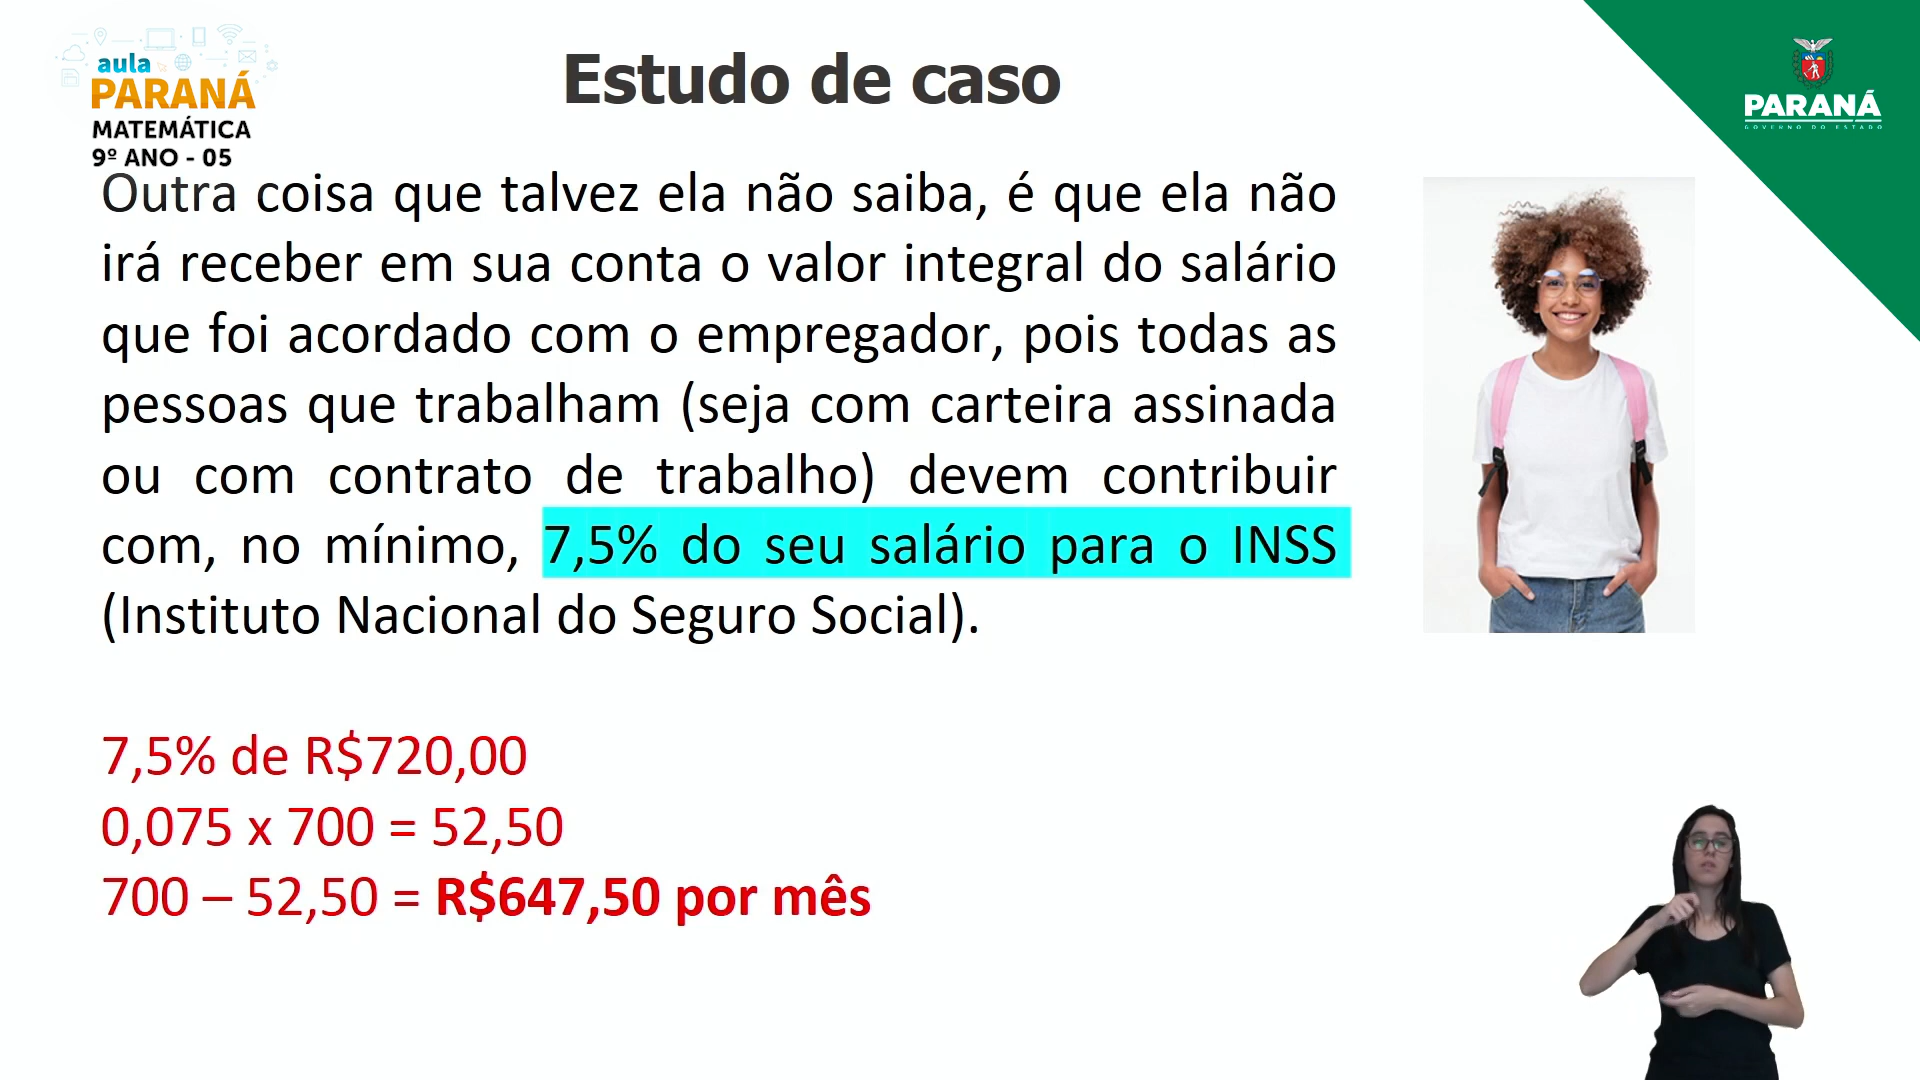 aula
PARANÁ
MATEMÁTICA
9º ANO - 05
Estudo de caso
PARANÁ
GOVERNO DO ESTADO
Outra coisa que talvez ela não saiba, é que ela não
irá receber em sua conta o valor integral do salário
que foi acordado com o empregador, pois todas as
pessoas que trabalham (seja com carteira assinada
ou com contrato de trabalho) devem contribuir
com, no mínimo, 7,5% do seu salário para o INSS
(Instituto Nacional do Seguro Social).
7,5% de R$720,00
0,075 x 700 = 52,50
700 – 52,50 = R$647,50 por mês